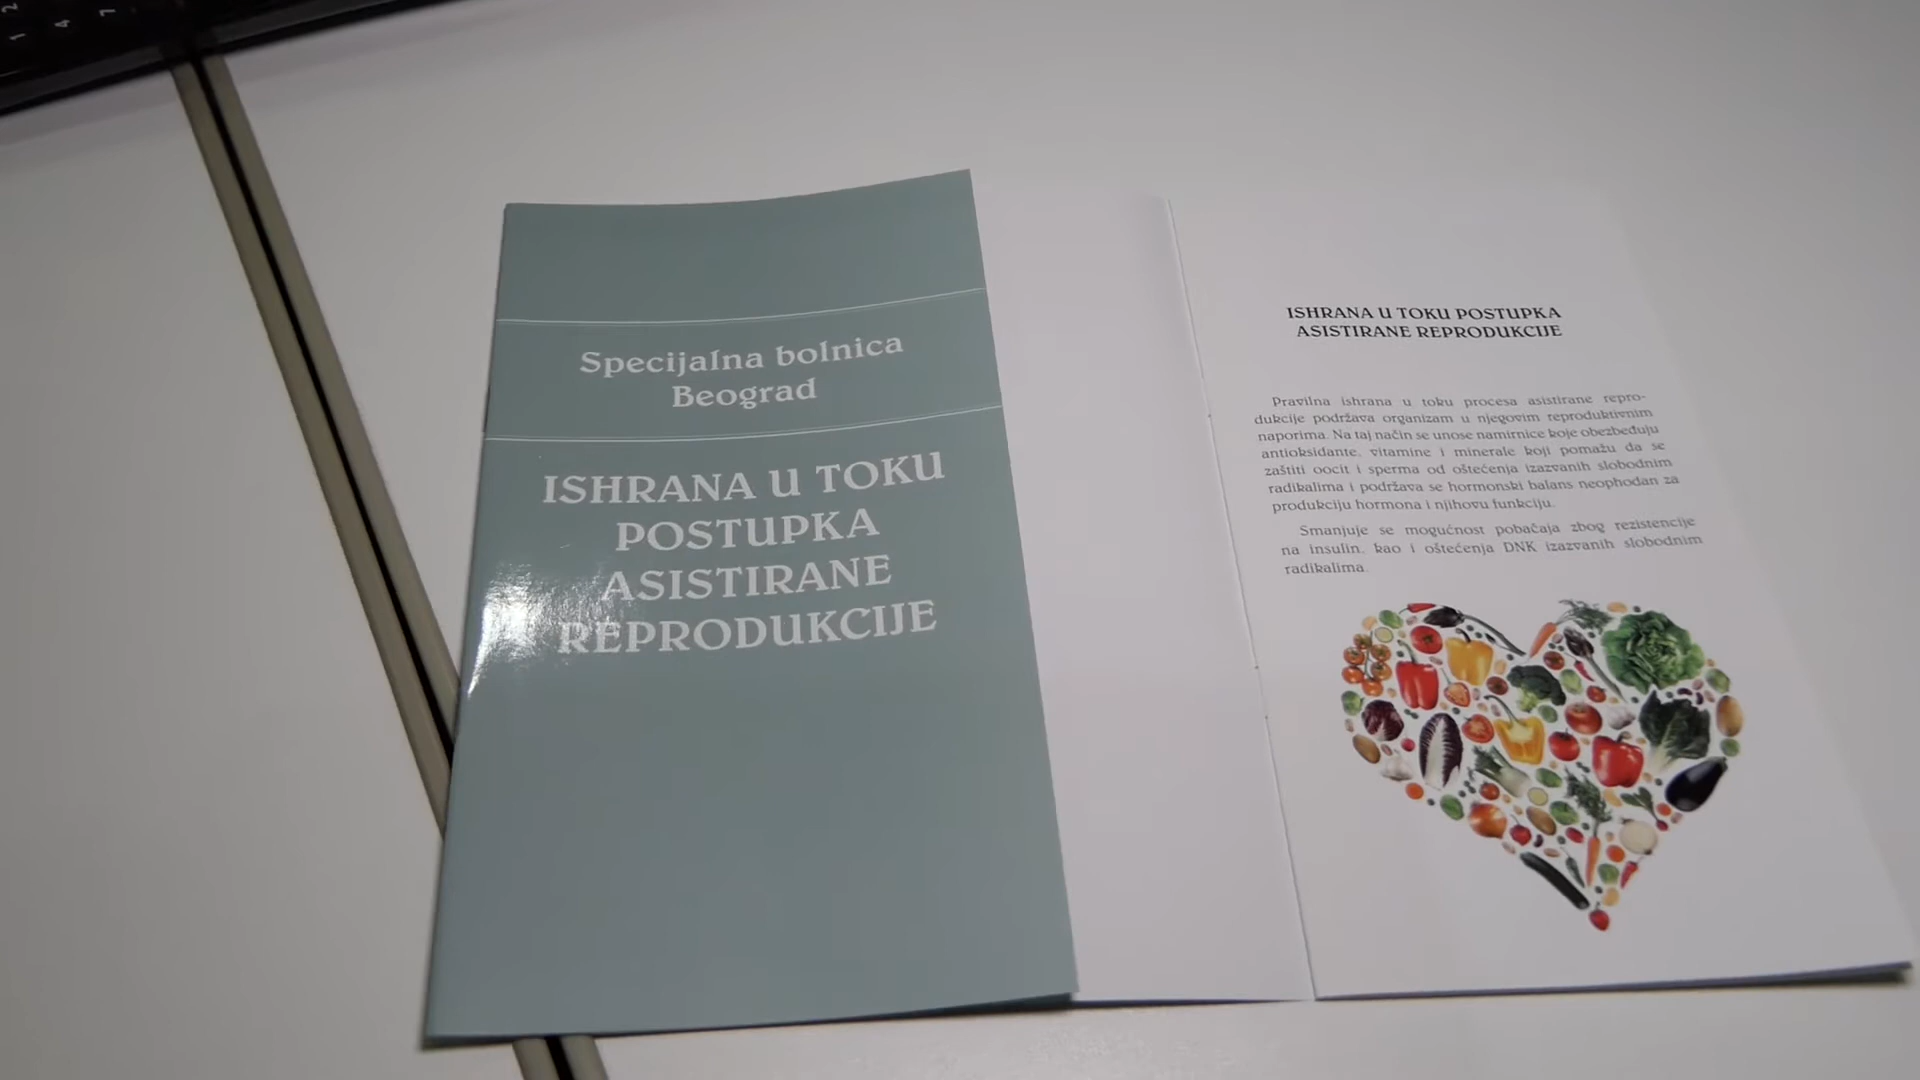 Specijalna bolnica
Beograd
ISHRANA U TOKU
POSTUPKA
ASISTIRANE
REPRODUKCIJE
ISHRANA U TOKU POSTUPKA
ASISTIRANE REPRODUKCIJE
Pravilna ishrana u toku procesa asistirane repro-
dukcije podržava organizam u njegovim reproduktivnim
naporima. Na taj način se unose namirnice koje obezbeđuju
antioksidante, vitamine i minerale koji pomažu da se
zaštiti oocit i sperma od oštećenja izazvanih slobodnim
radikalima i podržava se hormonski balans neophodan za
produkciju hormona i njihovu funkciju.
Smanjuje se mogućnost pobačaja zbog rezistencije
na insulin, kao i oštećenja DNK izazvanih slobodnim
radikalima.